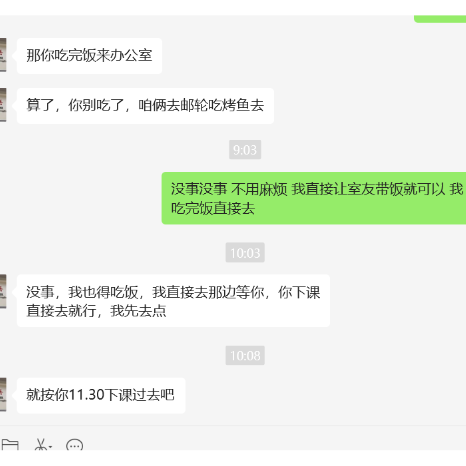 那你吃完饭来办公室
算了，你别吃了，咱俩去邮轮吃烤鱼去
9:03
没事没事 不用麻烦 我直接让室友带饭就可以 我
吃完饭直接去
10:03
没事，我也得吃饭，我直接去那边等你，你下课
直接去就行，我先去点
10:08
就按你11.30下课过去吧